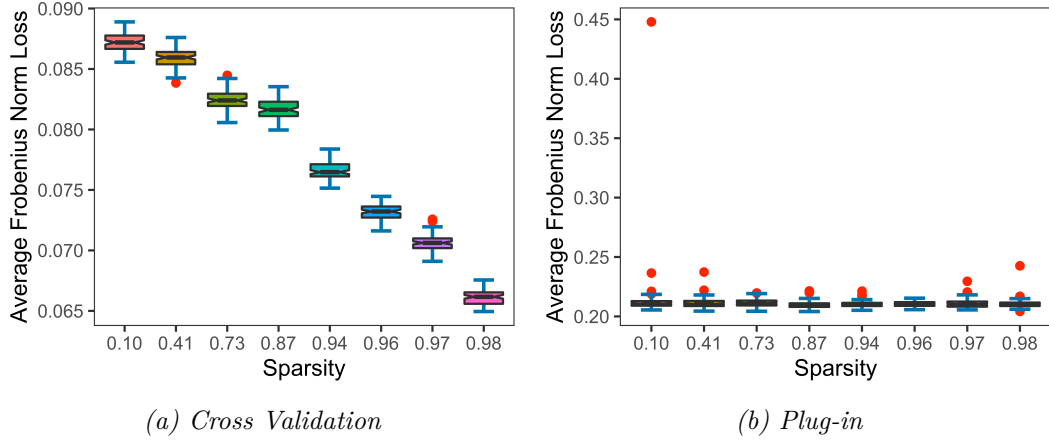 Average Frobenius Norm Loss
0.090
0.085
0.080
0.075
0.070
0.065
0.10 0.41 0.73 0.87 0.94 0.96 0.97 0.98
Sparsity
(a) Cross Validation
Average Frobenius Norm Loss
0.45
0.40
0.35
0.30
0.25
0.20
0.10 0.41 0.73 0.87 0.94 0.96 0.97 0.98
Sparsity
(b) Plug-in